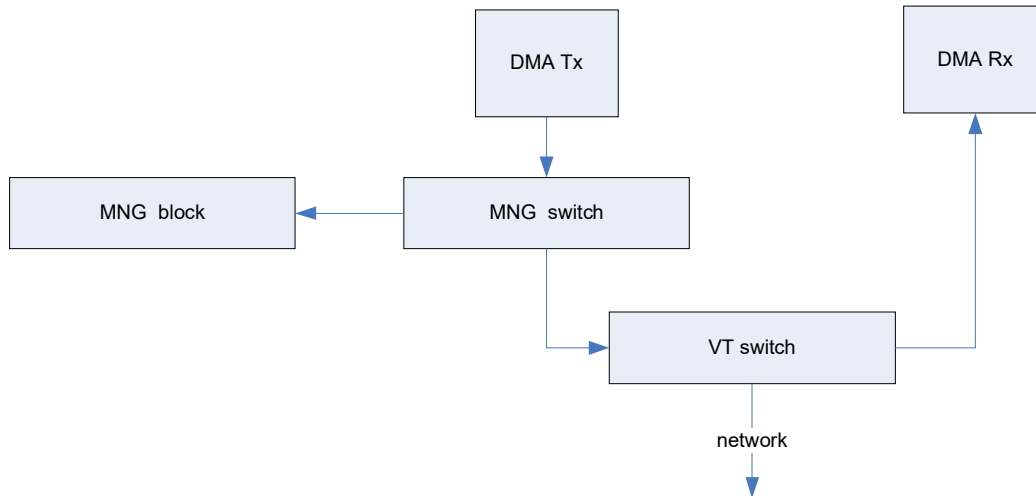 DMA Tx
DMA Rx
MNG block
MNG switch
VT switch
network